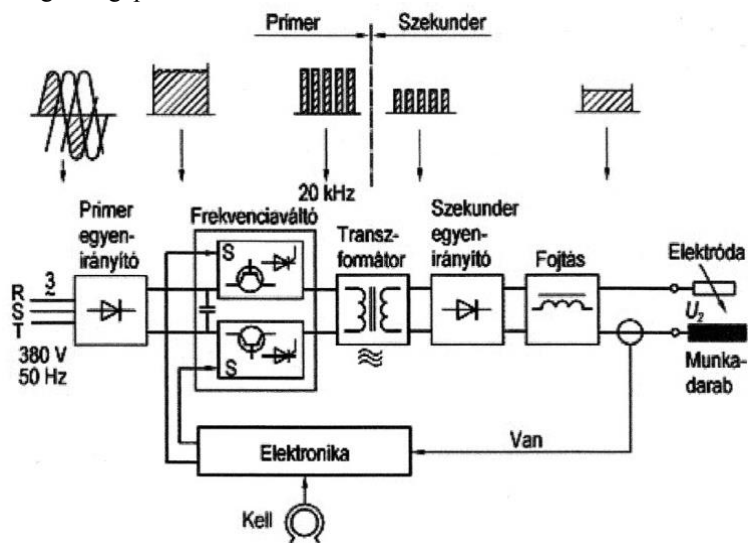 Prímer
Szekunder
20 kHz
Primer
egyen-
irányító
Frekvenciaváltó
Transz-
formátor
Szekunder
egyen-
irányító
Fojtás
Elektróda
S
S
R
S
T
3
~
380 V
50 Hz
U2
Munka-
darab
Elektronika
Van
Kell